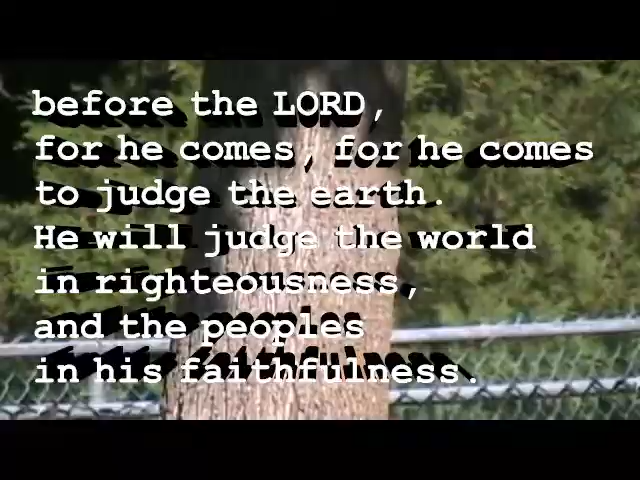 before the LORD,
for he comes, for he comes
to judge the earth.
He will judge the world
in righteousness,
and the peoples
in his faithfulness.